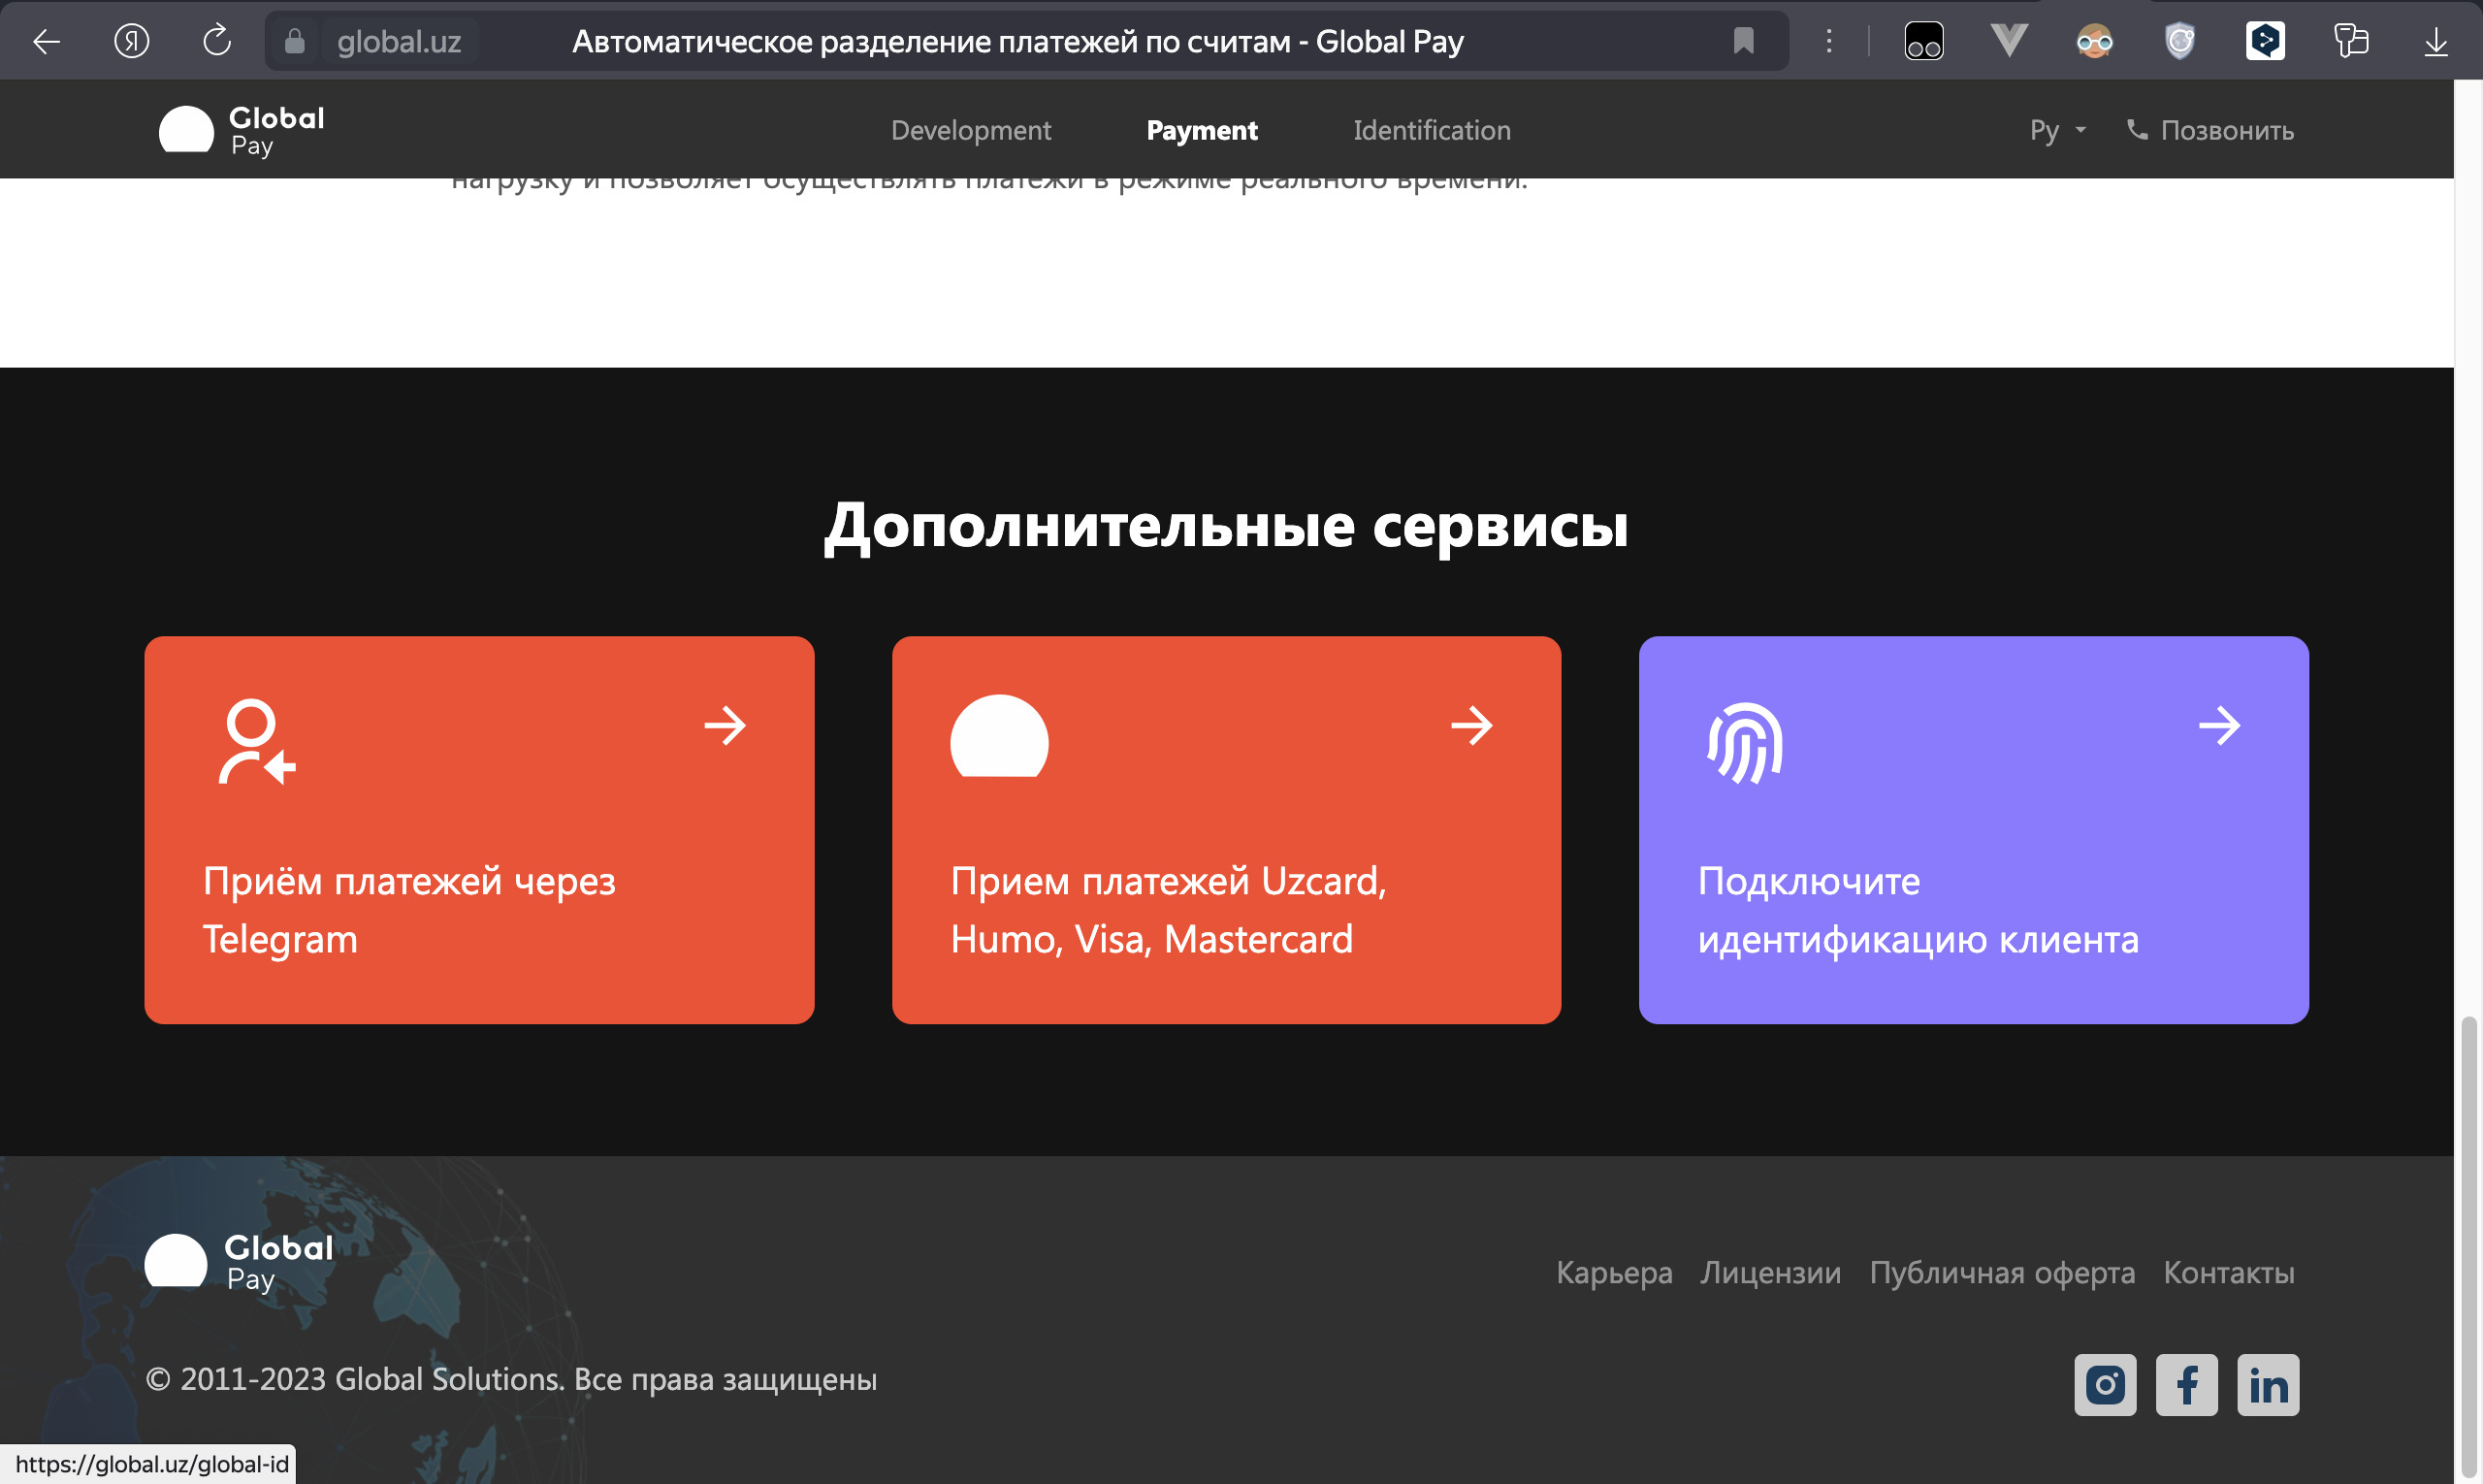 global.uz
Автоматическое разделение платежей по считам - Global Pay
Global
Pay
Development
Payment
Identification
Ру
Позвонить
нагрузку и позволяет осуществлять платежи в режиме реального времени.
Дополнительные сервисы
Приём платежей через
Telegram
Прием платежей Uzcard,
Humo, Visa, Mastercard
Подключите
идентификацию клиента
Global
Pay
Карьера
Лицензии
Публичная оферта
Контакты
© 2011-2023 Global Solutions. Все права защищены
https://global.uz/global-id